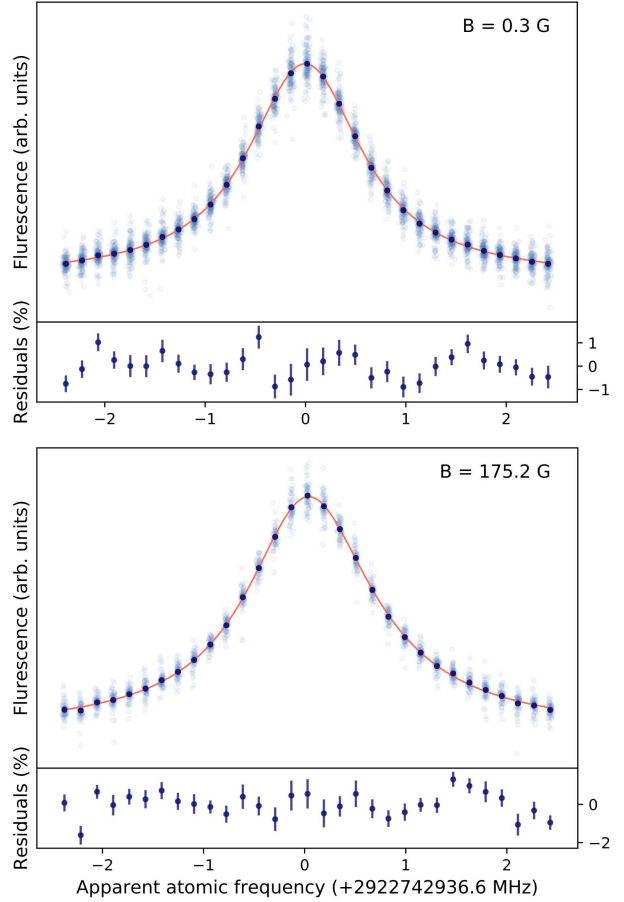 B = 0.3 G
Flurescence (arb. units)
Residuals (%)
1
0
−1
−2 −1 0 1 2
B = 175.2 G
Flurescence (arb. units)
Residuals (%)
0
−2
−2 −1 0 1 2
Apparent atomic frequency (+2922742936.6 MHz)